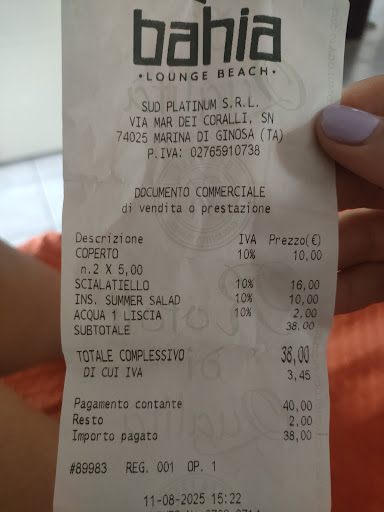 bahia
• LOUNGE BEACH •
SUD PLATINUM S.R.L.
VIA MAR DEI CORALLI, SN
74025 MARINA DI GINOSA (TA)
P.IVA: 02765910738
DOCUMENTO COMMERCIALE
di vendita o prestazione
Descrizione IVA Prezzo(€)
COPERTO 10% 10,00
n.2 X 5,00
SCIALATIELLO 10% 16,00
INS. SUMMER SALAD 10% 10,00
ACQUA 1 LISCIA 10% 2,00
SUBTOTALE 38,00
TOTALE COMPLESSIVO 38,00
DI CUI IVA 3,45
Pagamento contante 40,00
Resto 2,00
Importo pagato 38,00
#89983 REG. 001 OP. 1
11-08-2025 15:22